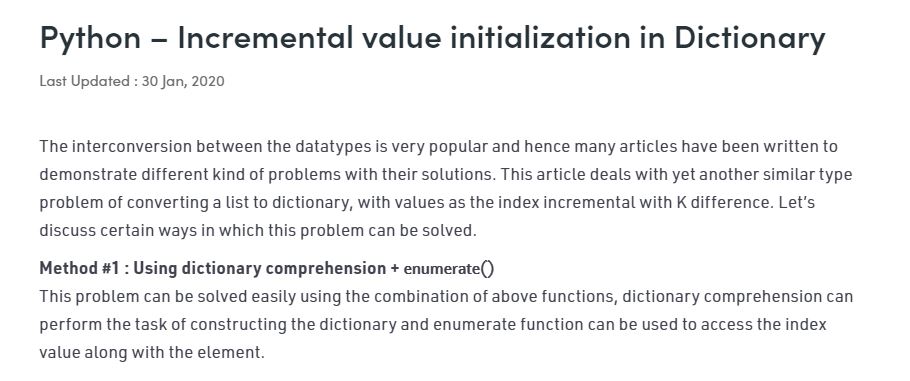 Python – Incremental value initialization in Dictionary
Last Updated : 30 Jan, 2020
The interconversion between the datatypes is very popular and hence many articles have been written to
demonstrate different kind of problems with their solutions. This article deals with yet another similar type
problem of converting a list to dictionary, with values as the index incremental with K difference. Let’s
discuss certain ways in which this problem can be solved.
Method #1 : Using dictionary comprehension + enumerate()
This problem can be solved easily using the combination of above functions, dictionary comprehension can
perform the task of constructing the dictionary and enumerate function can be used to access the index
value along with the element.